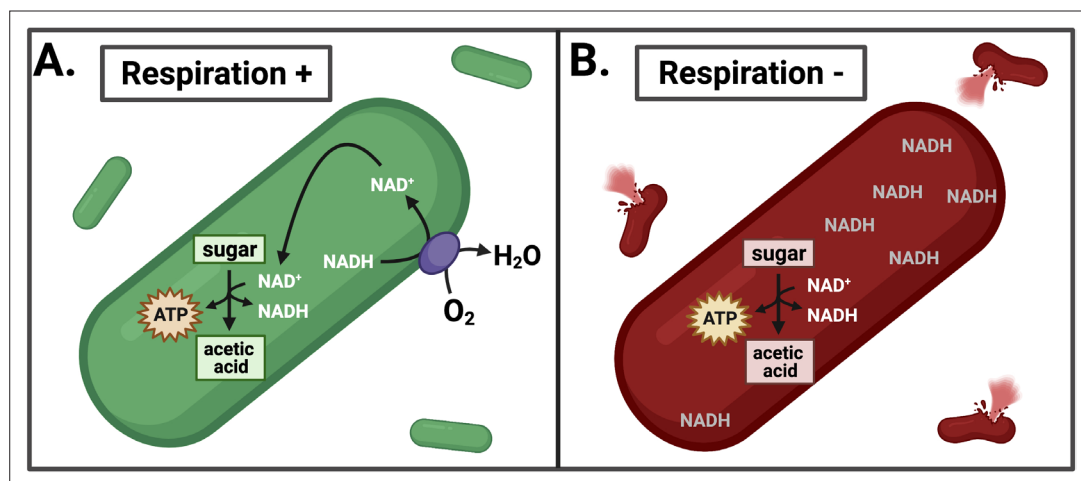 A.
Respiration +
NAD⁺
sugar
NADH
H₂O
NAD⁺
ATP
NADH
O₂
acetic
acid
B.
Respiration -
NADH
NADH
NADH
NADH
sugar
NADH
NAD⁺
ATP
NADH
acetic
acid
NADH